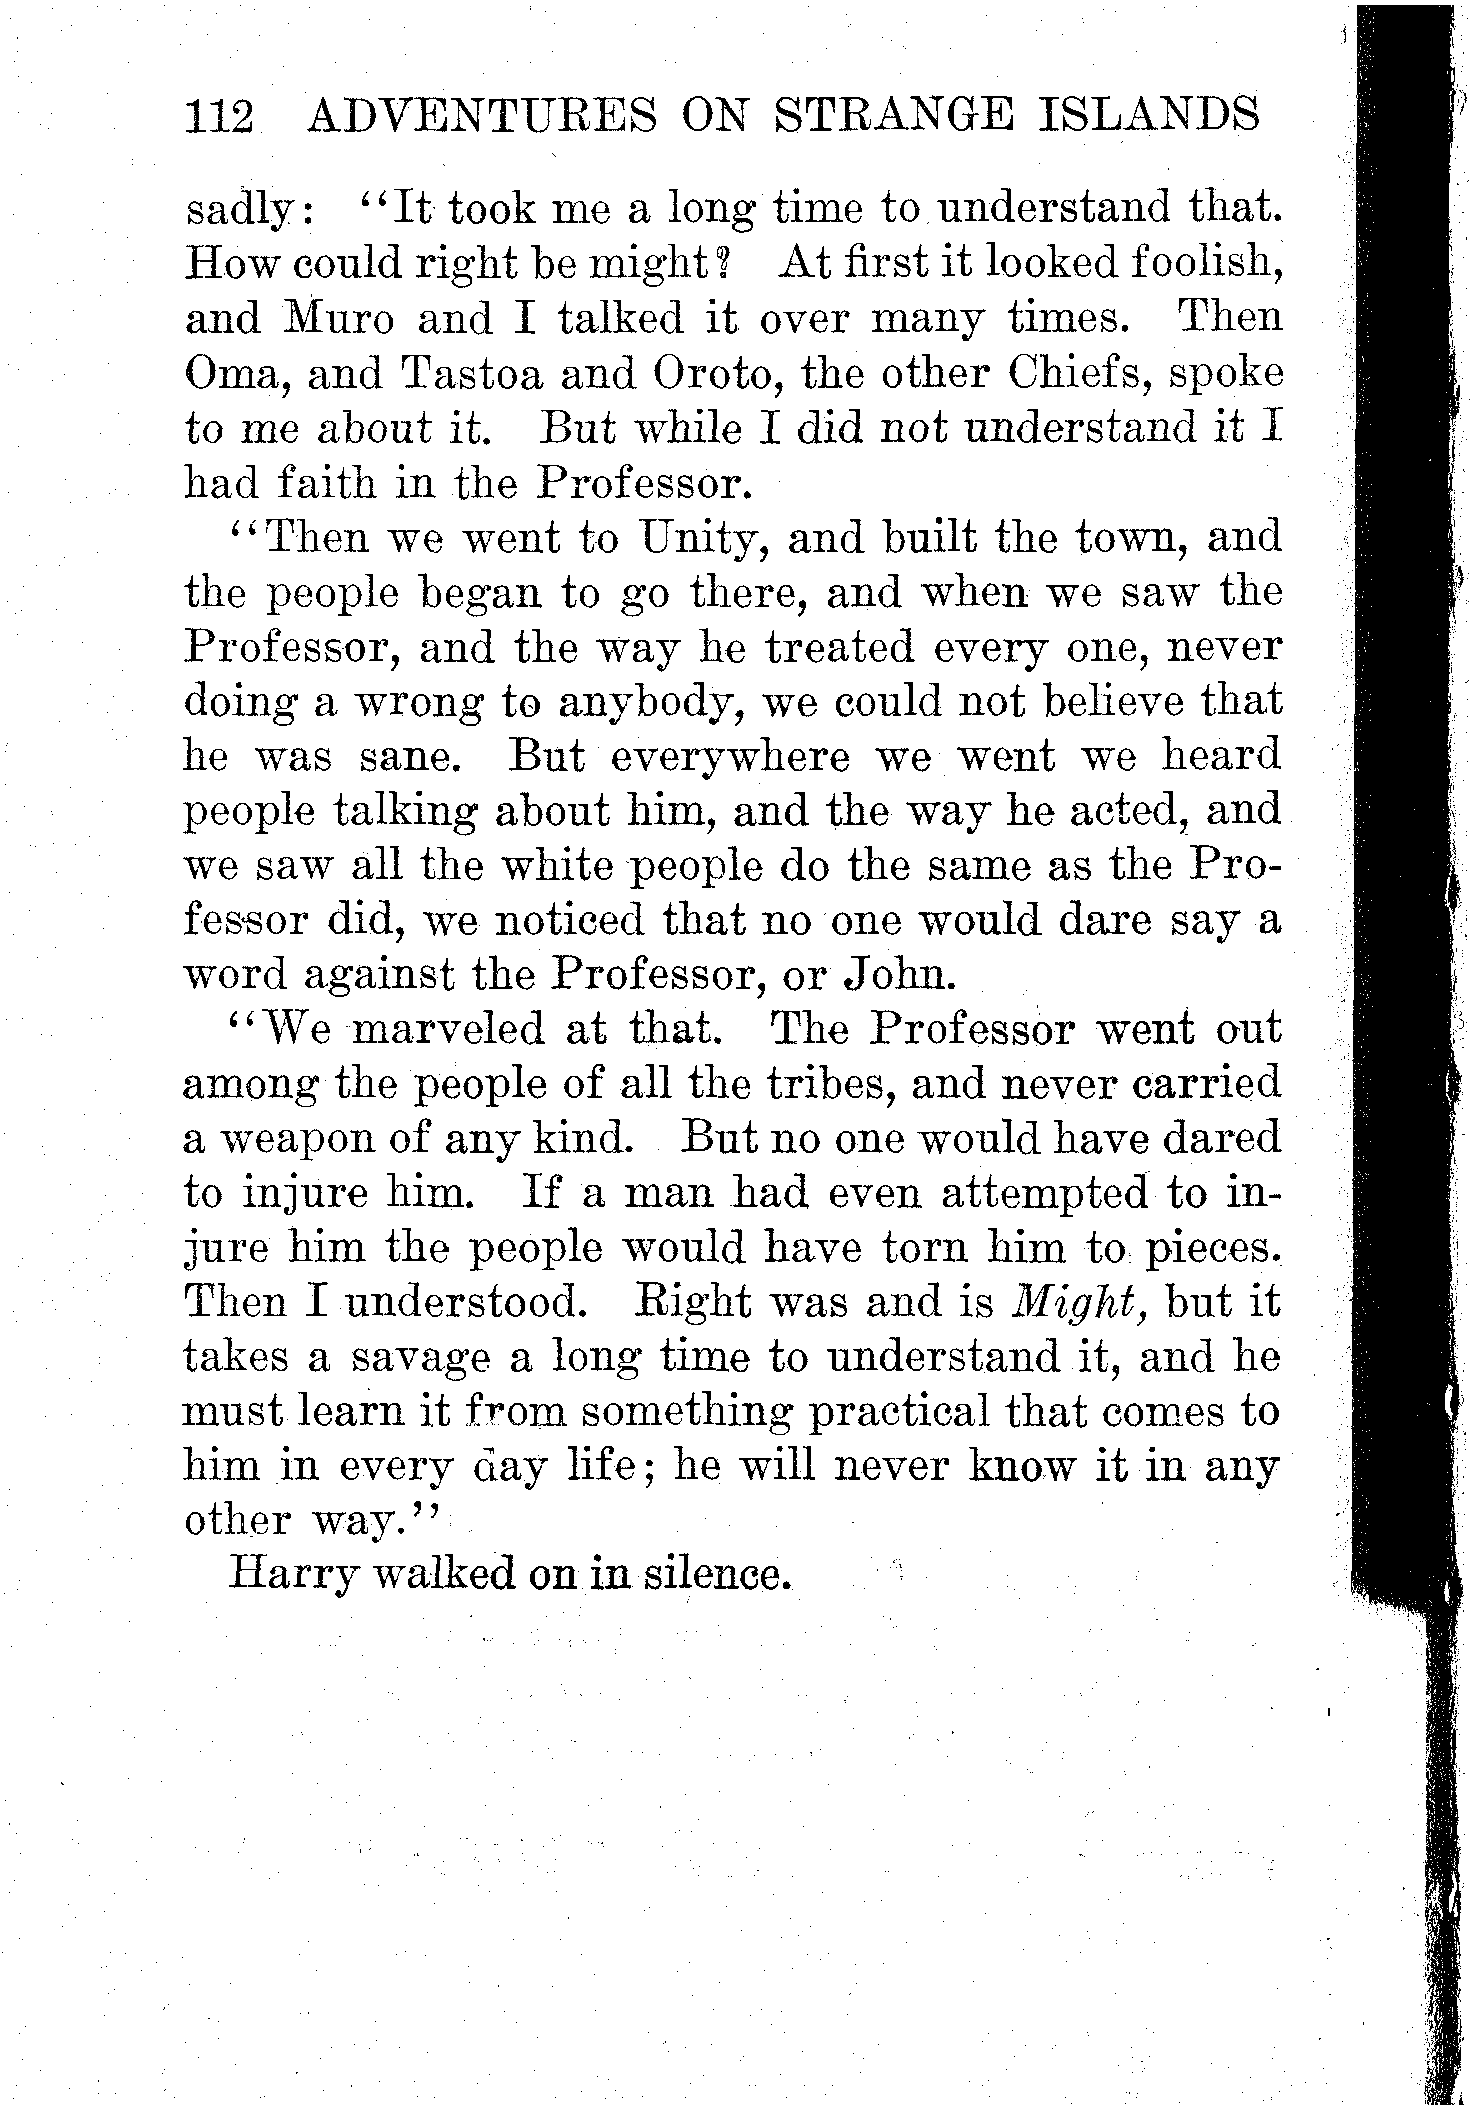 112 ADVENTURES ON STRANGE ISLANDS
sadly: "It took me a long time to understand that.
How could right be might? At first it looked foolish,
and Muro and I talked it over many times. Then
Oma, and Tastoa and Oroto, the other Chiefs, spoke
to me about it. But while I did not understand it I
had faith in the Professor.
"Then we went to Unity, and built the town, and
the people began to go there, and when we saw the
Professor, and the way he treated every one, never
doing a wrong to anybody, we could not believe that
he was sane. But everywhere we went we heard
people talking about him, and the way he acted, and
we saw all the white people do the same as the Pro-
fessor did, we noticed that no one would dare say a
word against the Professor, or John.
"We marveled at that. The Professor went out
among the people of all the tribes, and never carried
a weapon of any kind. But no one would have dared
to injure him. If a man had even attempted to in-
jure him the people would have torn him to pieces.
Then I understood. Right was and is Might, but it
takes a savage a long time to understand it, and he
must learn it from something practical that comes to
him in every day life; he will never know it in any
other way."
Harry walked on in silence.